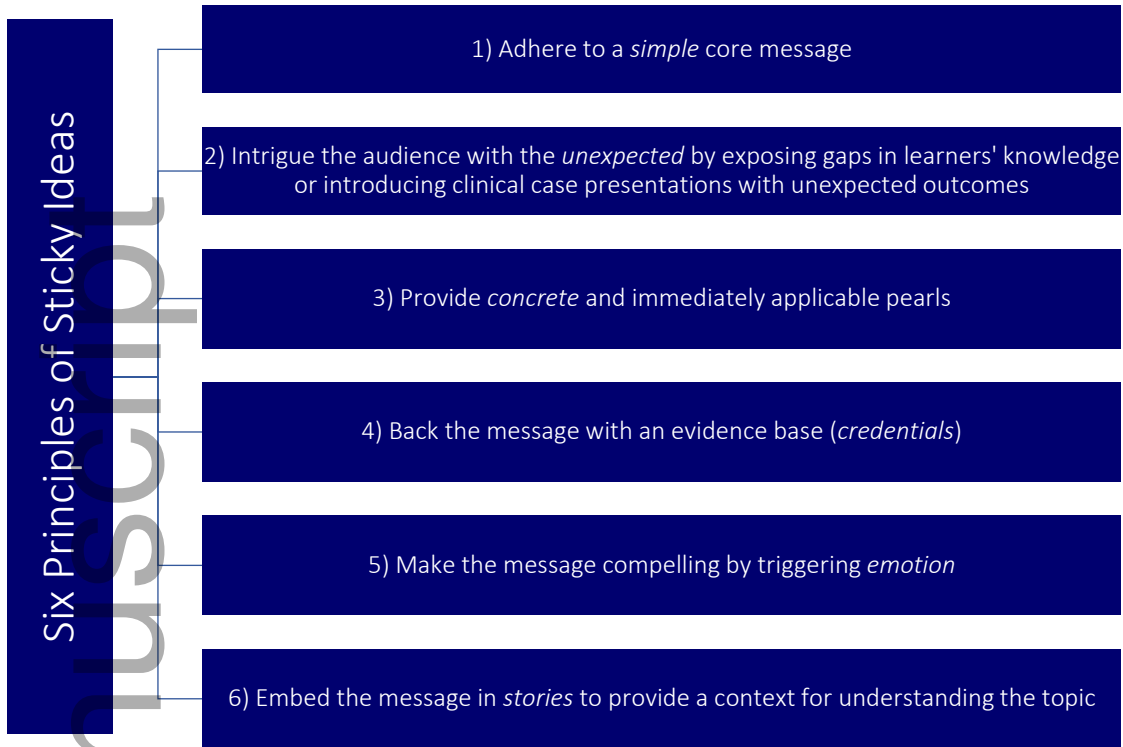 Six Principles of Sticky Ideas
1) Adhere to a simple core message
2) Intrigue the audience with the unexpected by exposing gaps in learners' knowledge
or introducing clinical case presentations with unexpected outcomes
3) Provide concrete and immediately applicable pearls
4) Back the message with an evidence base (credentials)
5) Make the message compelling by triggering emotion
6) Embed the message in stories to provide a context for understanding the topic
nuscript